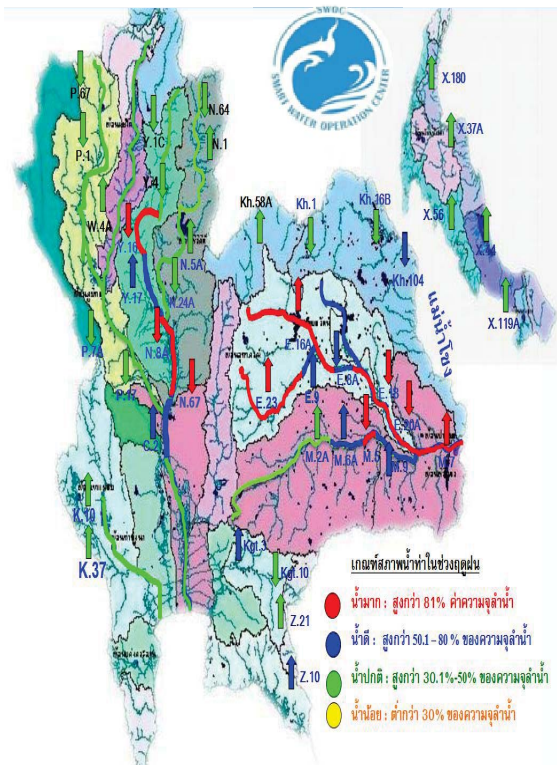 SWOC
SMART WATER OPERATION CENTER
P.67
N.64
X.180
Y.1C
N.1
X.37A
P.1
Y.4
Kh.58A
Kh.1
Kh.16B
W.4A
X.56
N.5A
Kh.104
แม่น้ำโขง
Y.17
N.24A
X.119A
P.7A
N.8A
E.16A
E.8A
N.67
E.23
E.9
E.18
E.20A
M.2A
M.6A
M.5
M.9
M.7
K.10
K.37
Kgt.3
Kgt.10
เกณฑ์สภาพน้ำท่าในช่วงฤดูฝน
Z.21
น้ำมาก : สูงกว่า 81% ค่าความจุลำน้ำ
น้ำดี : สูงกว่า 50.1 – 80 % ของความจุลำน้ำ
Z.10
น้ำปกติ : สูงกว่า 30.1%-50% ของความจุลำน้ำ
น้ำน้อย : ต่ำกว่า 30% ของความจุลำน้ำ